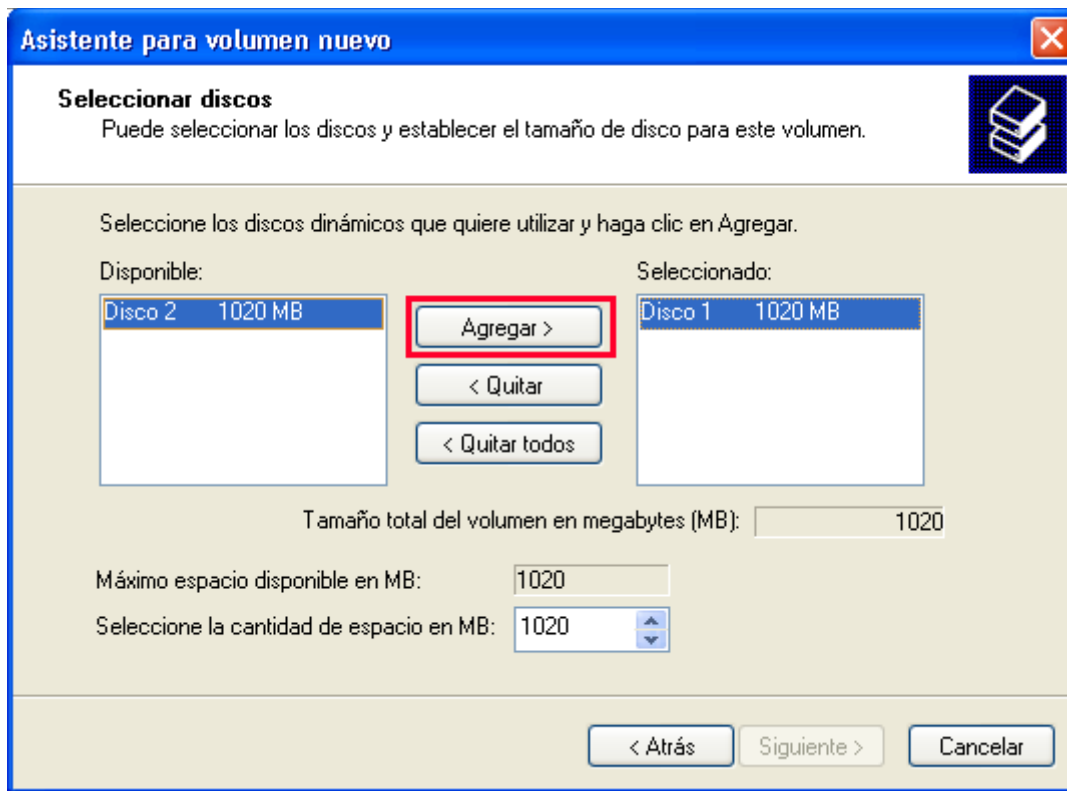 Asistente para volumen nuevo
Seleccionar discos
Puede seleccionar los discos y establecer el tamaño de disco para este volumen.
Seleccione los discos dinámicos que quiere utilizar y haga clic en Agregar.
Disponible: Seleccionado:
Disco 2 1020 MB Disco 1 1020 MB
Agregar >
< Quitar
< Quitar todos
Tamaño total del volumen en megabytes (MB): 1020
Máximo espacio disponible en MB: 1020
Seleccione la cantidad de espacio en MB: 1020
< Atrás Siguiente > Cancelar